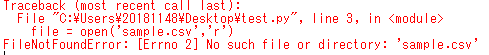 Traceback (most recent call last):
  File "C:\Users\20181148\Desktop\test.py", line 3, in <module>
    file = open('sample.csv','r')
FileNotFoundError: [Errno 2] No such file or directory: 'sample.csv'